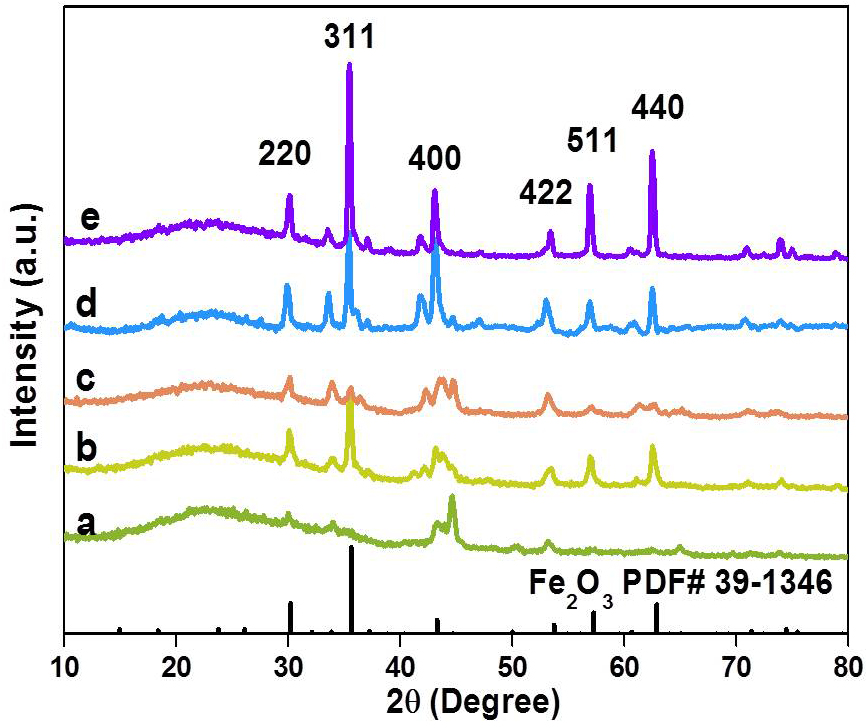 311
440
511
220
400
422
e
d
c
b
a
Intensity (a.u.)
Fe₂O₃ PDF# 39-1346
10 20 30 40 50 60 70 80
2θ (Degree)